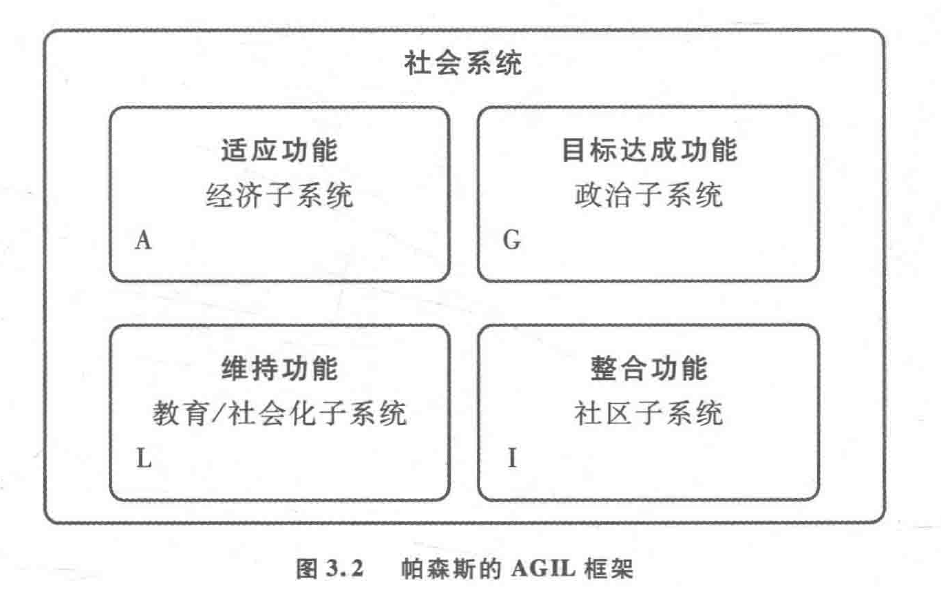 社会系统
适应功能
经济子系统
A
目标达成功能
政治子系统
G
维持功能
教育/社会化子系统
L
整合功能
社区子系统
I
图 3.2 帕森斯的 AGIL 框架